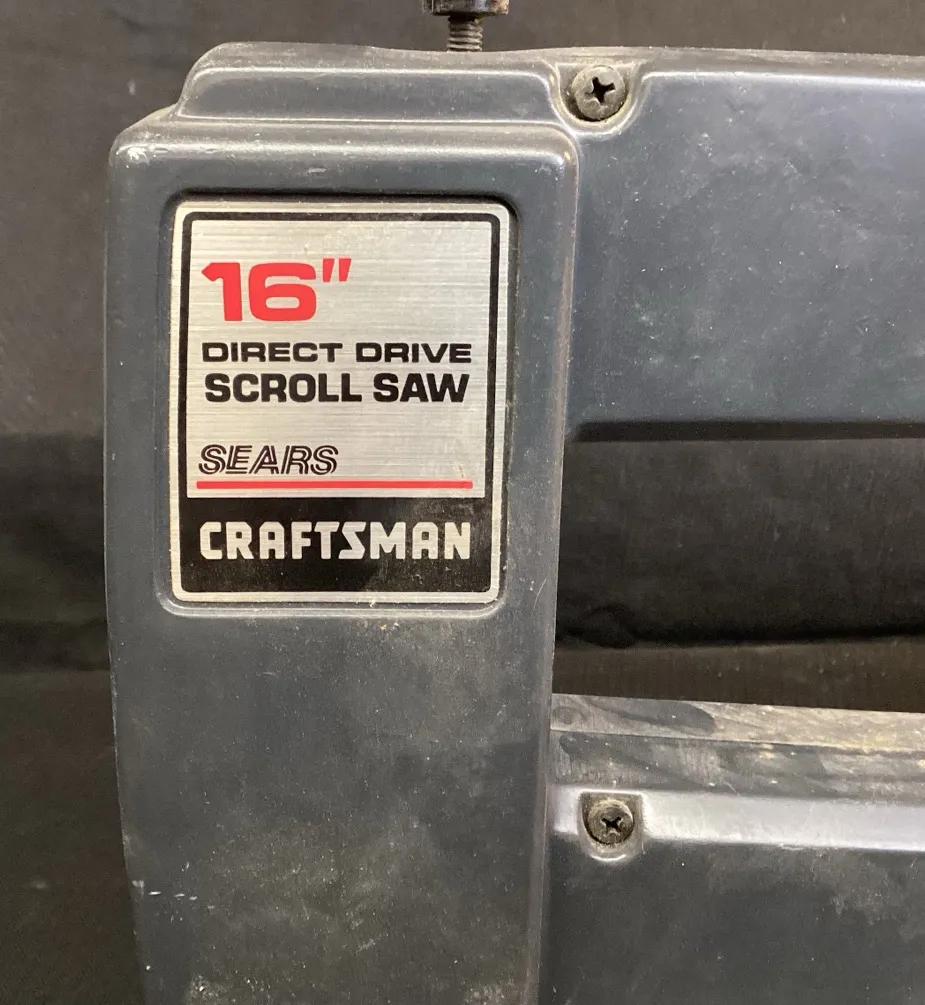 16"
DIRECT DRIVE
SCROLL SAW
SEARS
CRAFTSMAN